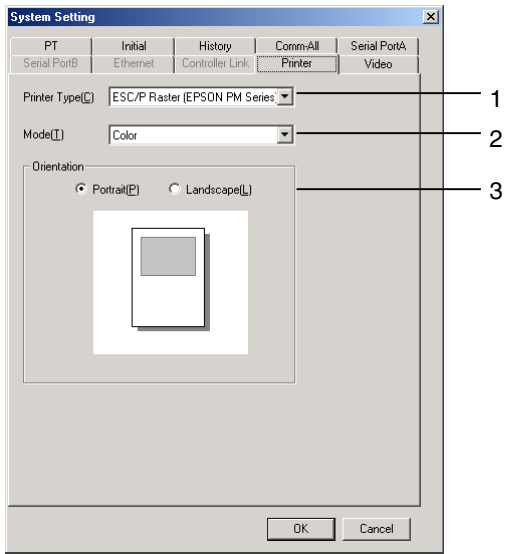 System Setting
PT Initial History Comm-All Serial PortA
Serial PortB Ethernet Controller Link Printer Video
Printer Type(C) ESC/P Raster (EPSON PM Series) 1
Mode(T) Color 2
Orientation
Portrait(P) Landscape(L) 3
OK Cancel